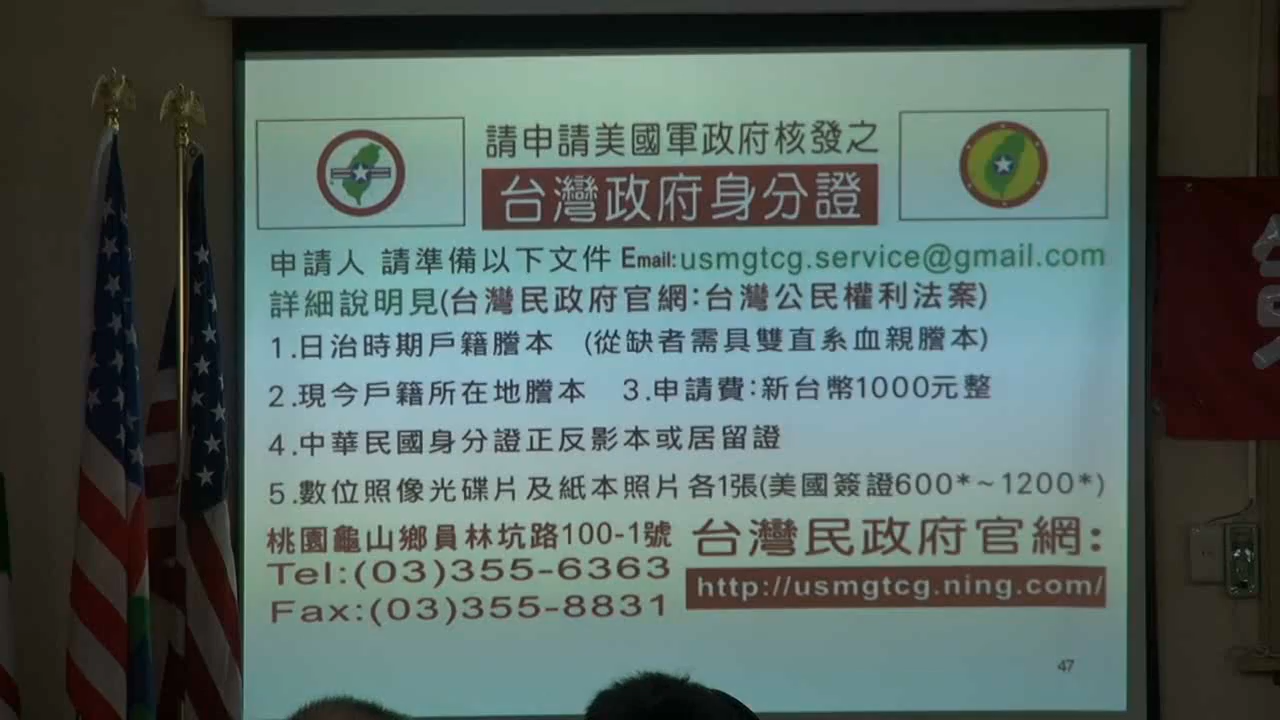 請申請美國軍政府核發之
台灣政府身分證
申請人 請準備以下文件 Email:usmgtcg.service@gmail.com
詳細說明見(台灣民政府官網:台灣公民權利法案)
1.日治時期戶籍謄本 (從缺者需具雙直系血親謄本)
2.現今戶籍所在地謄本 3.申請費:新台幣1000元整
4.中華民國身分證正反影本或居留證
5.數位照像光碟片及紙本照片各1張(美國簽證600*~1200*)
桃園龜山鄉員林坑路100-1號
Tel:(03)355-6363
Fax:(03)355-8831
台灣民政府官網:
http://usmgtcg.ning.com/
47